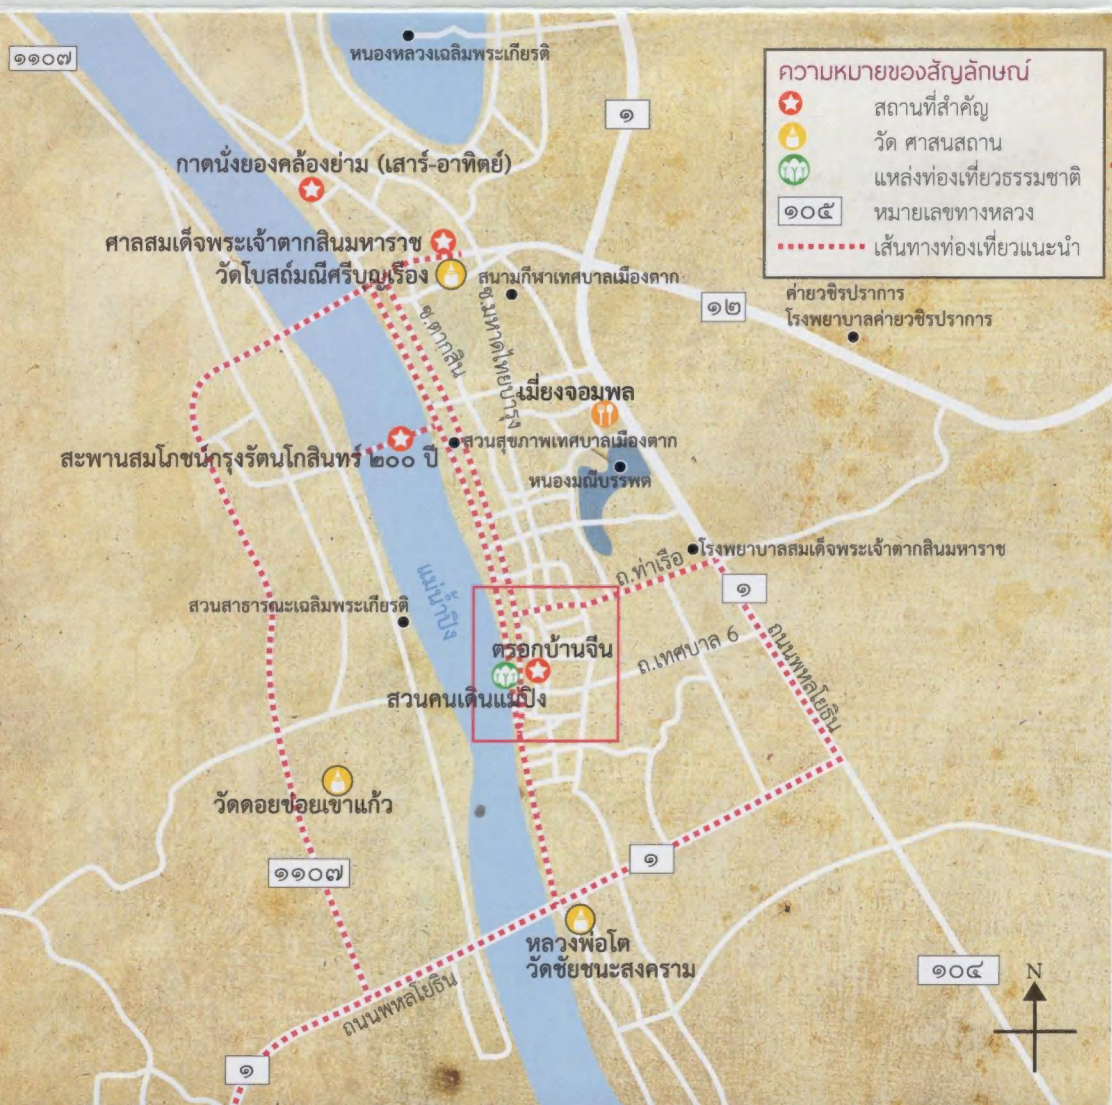 หนองหลวงเฉลิมพระเกียรติ
๑๑๐๗
๑
ความหมายของสัญลักษณ์
สถานที่สำคัญ
วัด ศาสนสถาน
แหล่งท่องเที่ยวธรรมชาติ
๑๐๕
หมายเลขทางหลวง
เส้นทางท่องเที่ยวแนะนำ
กาดนั่งยองคล้องย่าม (เสาร์-อาทิตย์)
ศาลสมเด็จพระเจ้าตากสินมหาราช
วัดโบสถ์มณีศรีบุญเรือง
สนามกีฬาเทศบาลเมืองตาก
ค่ายวชิรปราการ
โรงพยาบาลค่ายวชิรปราการ
๑๒
ซ.ตากสิน
ซ.มหาดไทยบำรุง
เมี่ยงจอมพล
สวนสุขภาพเทศบาลเมืองตาก
สะพานสมโภชน์กรุงรัตนโกสินทร์ ๒๐๐ ปี
หนองมณีบรรพต
โรงพยาบาลสมเด็จพระเจ้าตากสินมหาราช
ถ.ท่าเรือ
๑
แม่น้ำปิง
สวนสาธารณะเฉลิมพระเกียรติ
ตรอกบ้านจีน
ถ.เทศบาล 6
ถนนพหลโยธิน
สวนคนเดินแม่ปิง
วัดดอยข่อยเขาแก้ว
๑๑๐๗
๑
หลวงพ่อโต
วัดชัยชนะสงคราม
๑๐๔
N
ถนนพหลโยธิน
๑